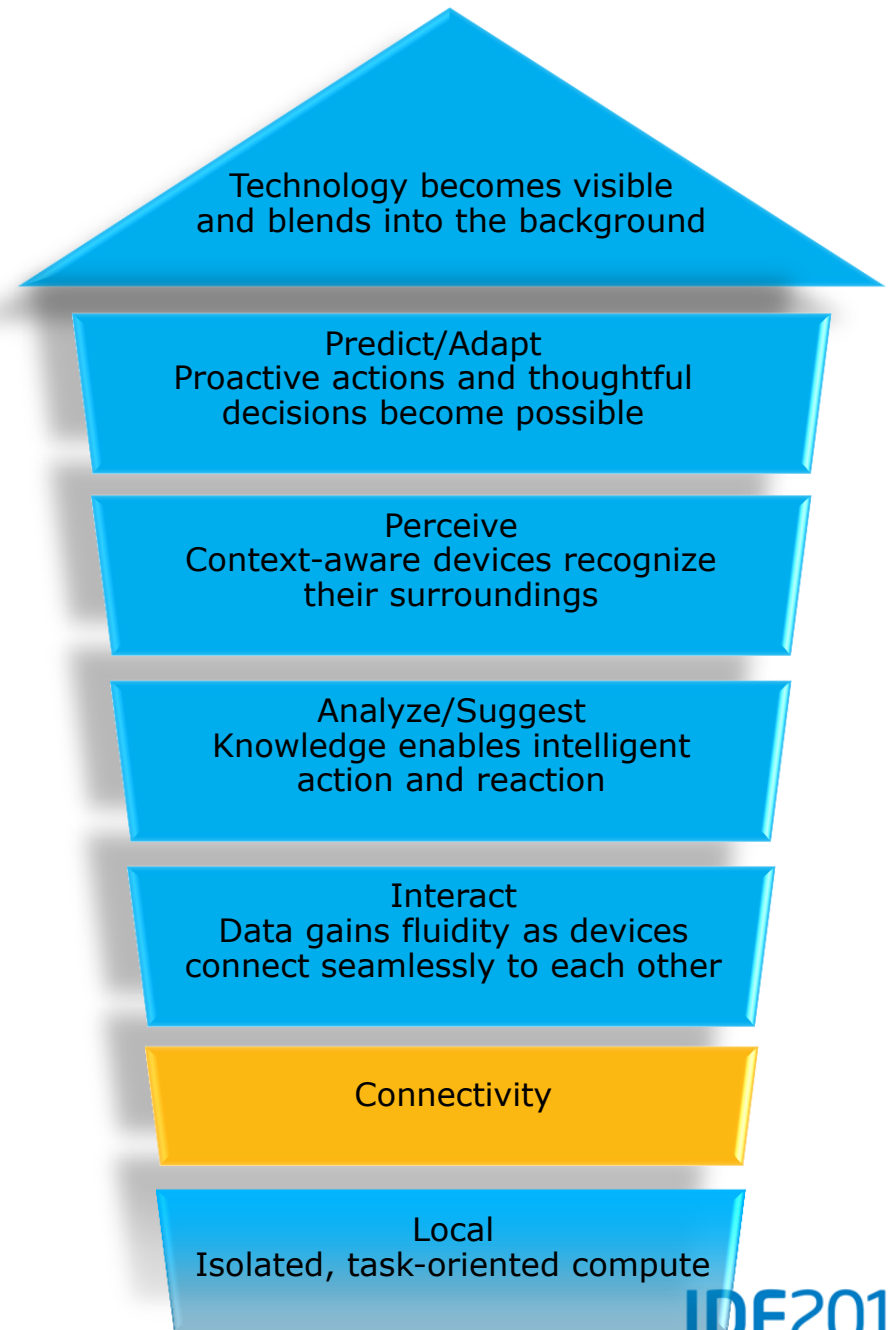 Technology becomes visible
and blends into the background
Predict/Adapt
Proactive actions and thoughtful
decisions become possible
Perceive
Context-aware devices recognize
their surroundings
Analyze/Suggest
Knowledge enables intelligent
action and reaction
Interact
Data gains fluidity as devices
connect seamlessly to each other
Connectivity
Local
Isolated, task-oriented compute
IDF201